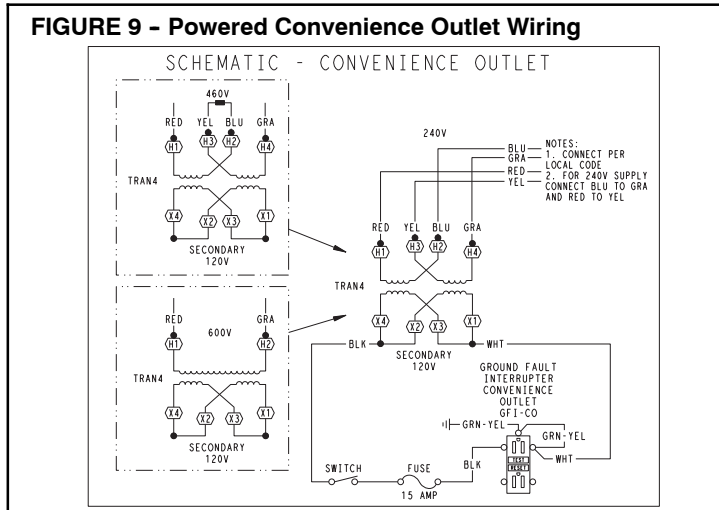 FIGURE 9 – Powered Convenience Outlet Wiring
SCHEMATIC - CONVENIENCE OUTLET
460V
RED YEL BLU GRA
H1 H3 H2 H4
TRAN4
X4 X2 X3 X1
SECONDARY
120V
600V
RED GRA
H1 H2
TRAN4
X4 X2 X3 X1
SECONDARY
120V
240V
BLU
GRA
RED
YEL
NOTES:
1. CONNECT PER
LOCAL CODE
2. FOR 240V SUPPLY
CONNECT BLU TO GRA
AND RED TO YEL
RED YEL BLU GRA
H1 H3 H2 H4
TRAN4
X4 X2 X3 X1
BLK
WHT
SECONDARY
120V
GROUND FAULT
INTERRUPTER
CONVENIENCE
OUTLET
GFI-CO
GRN-YEL
GRN-YEL
WHT
BLK
TEST
RESET
SWITCH
FUSE
15 AMP